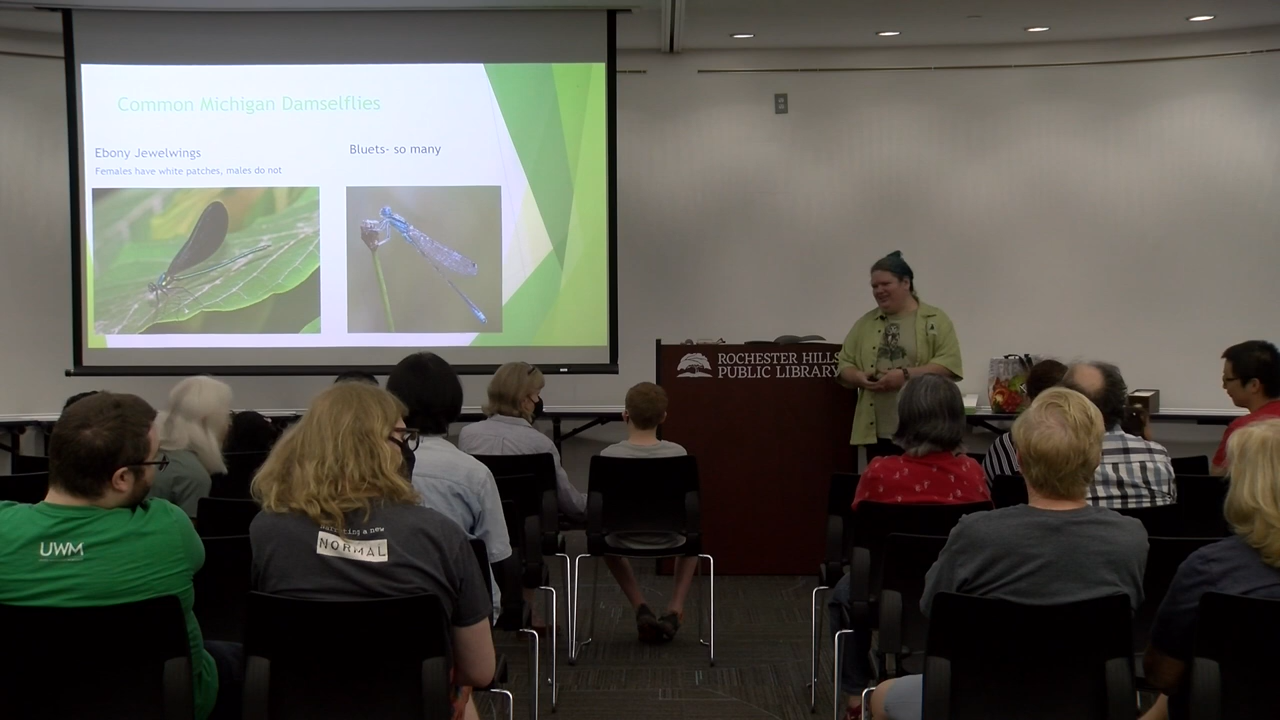 Common Michigan Damselflies
Ebony Jewelwings
Females have white patches, males do not
Bluets- so many
ROCHESTER HILLS
PUBLIC LIBRARY
UWM
a new
NORMAL